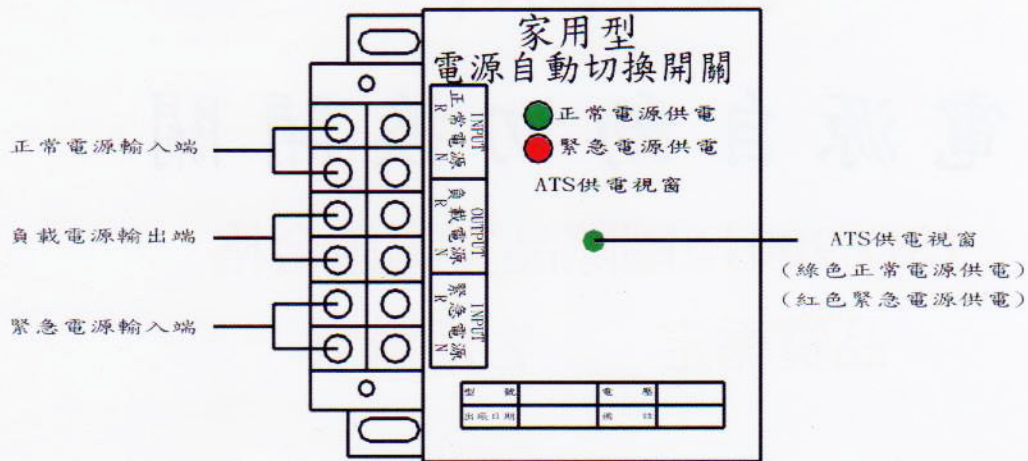 家用型
電源自動切換開關
正常電源供電
緊急電源供電
ATS供電視窗
正常電源輸入端
負載電源輸出端
緊急電源輸入端
INPUT
正常電源
R N
OUTPUT
負載電源
R N
INPUT
緊急電源
R N
ATS供電視窗
(綠色正常電源供電)
(紅色緊急電源供電)
型 號
電 壓
出廠日期